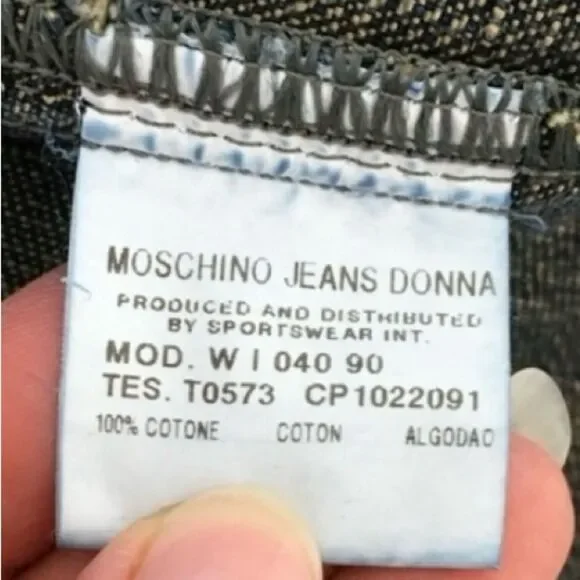 MOSCHINO JEANS DONNA
PRODUCED AND DISTRIBUTED
BY SPORTSWEAR INT.
MOD. W I 040 90
TES. T0573 CP1022091
100% COTONE COTON ALGODAO